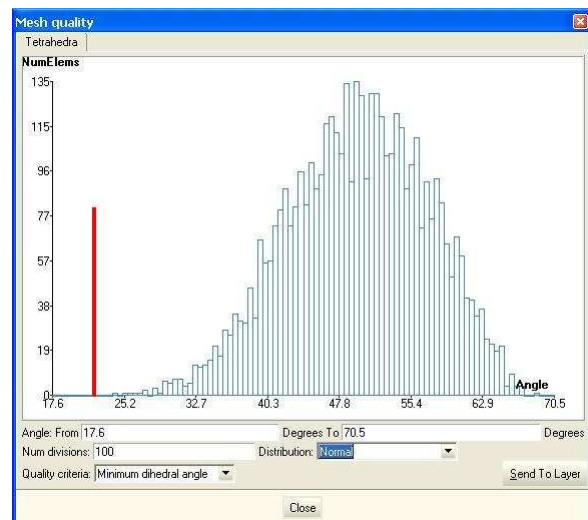 Mesh quality
Tetrahedra
NumElems
135
115
96
77
57
38
19
0
17.6 25.2 32.7 40.3 47.8 55.4 62.9 70.5
Angle
Angle: From 17.6 Degrees To 70.5 Degrees
Num divisions: 100 Distribution: Normal
Quality criteria: Minimum dihedral angle Send To Layer
Close